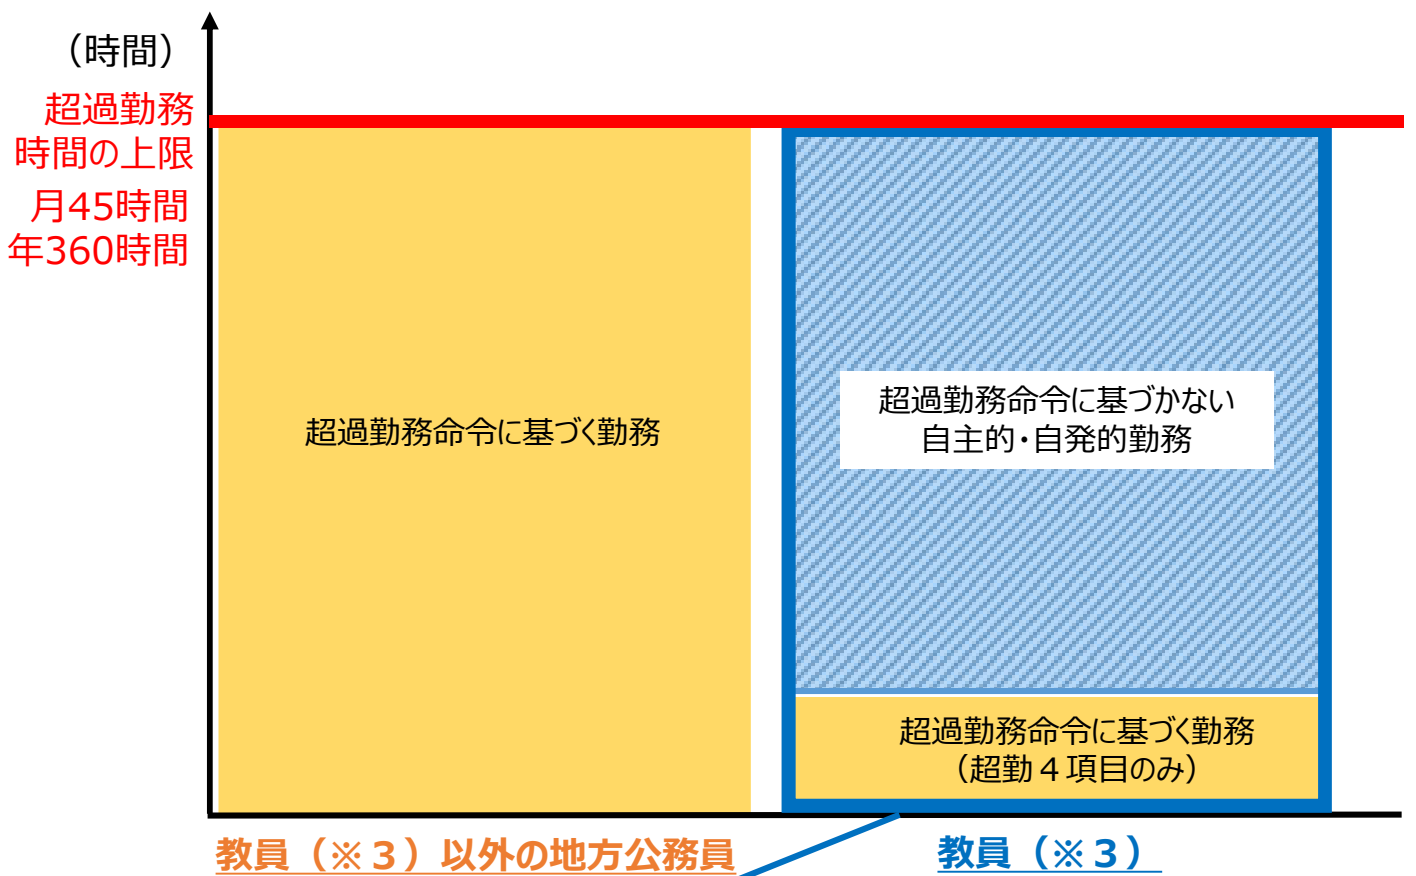 （時間）
超過勤務
時間の上限
月45時間
年360時間
超過勤務命令に基づく勤務
超過勤務命令に基づかない
自主的・自発的勤務
超過勤務命令に基づく勤務
（超勤４項目のみ）
教員（※３）以外の地方公務員
教員（※３）